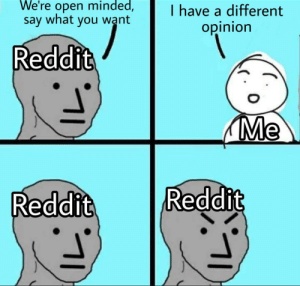 We're open minded,
say what you want
Reddit
I have a different
opinion
Me
Reddit
Reddit